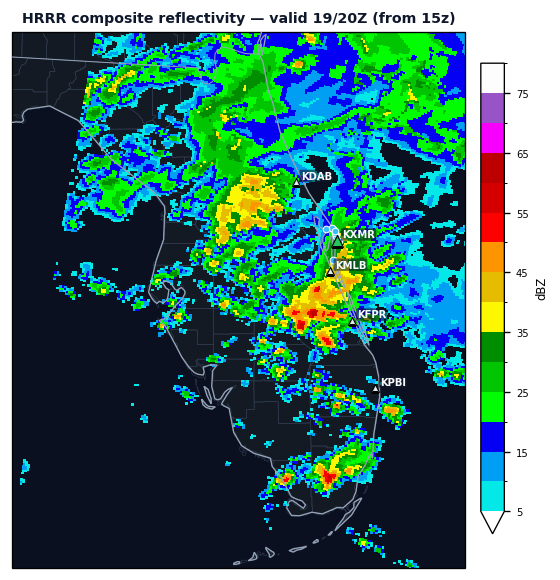 HRRR composite reflectivity — valid 19/20Z (from 15z)
KDAB
KXMR
KMLB
KFPR
KPBI
75
65
55
45
35
25
15
5
dBZ